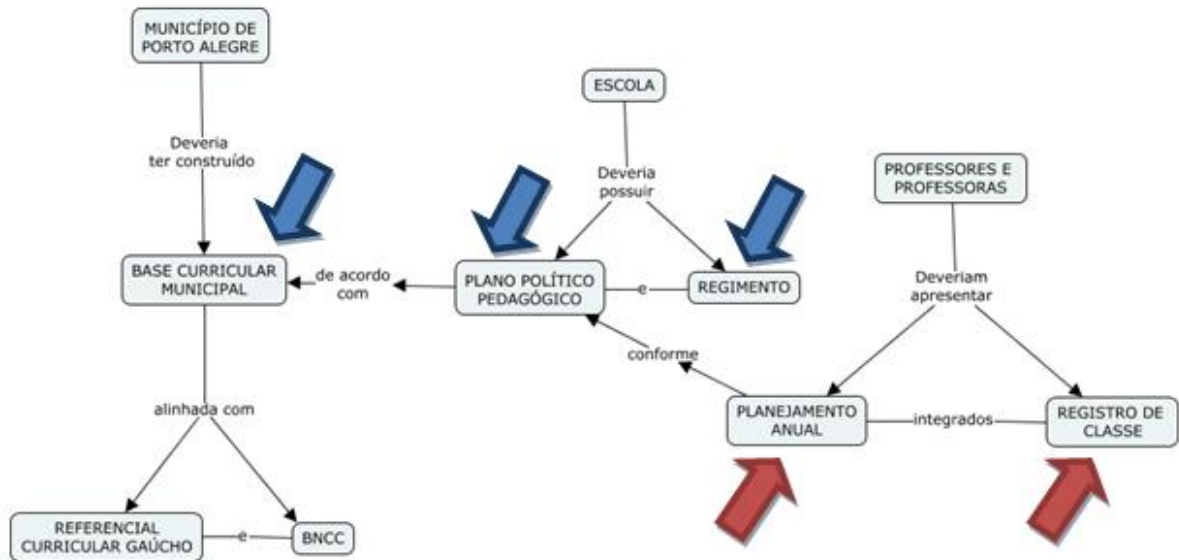 MUNICÍPIO DE
PORTO ALEGRE
Deveria
ter construído
BASE CURRICULAR
MUNICIPAL
alinhada com
REFERENCIAL
CURRICULAR GAÚCHO
e
BNCC
de acordo
com
ESCOLA
Deveria
possuir
PLANO POLÍTICO
PEDAGÓGICO
e
REGIMENTO
conforme
PROFESSORES E
PROFESSORAS
Deveriam
apresentar
PLANEJAMENTO
ANUAL
integrados
REGISTRO DE
CLASSE